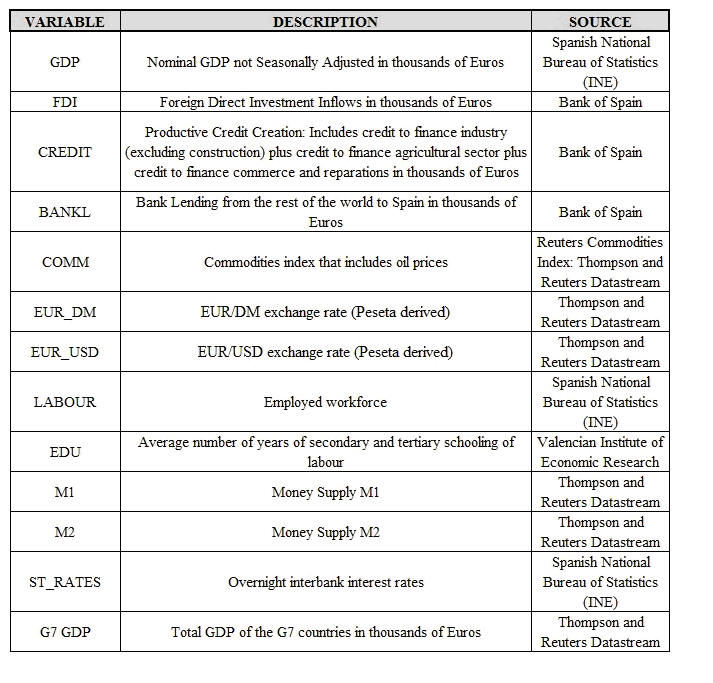 VARIABLE DESCRIPTION SOURCE
Spanish National
GDP Nominal GDP not Seasonally Adjusted in thousands of Euros Bureau of Statistics
(INE)
FDI Foreign Direct Investment Inflows in thousands of Euros Bank of Spain
Productive Credit Creation: Includes credit to finance industry
CREDIT (excluding construction) plus credit to finance agricultural sector plus Bank of Spain
credit to finance commerce and reparations in thousands of Euros
BANKL Bank Lending from the rest of the world to Spain in thousands of
Euros Bank of Spain
Reuters Commodities
COMM Commodities index that includes oil prices Index: Thompson and
Reuters Datastream
EUR_DM EUR/DM exchange rate (Peseta derived) Thompson and
Reuters Datastream
EUR_USD EUR/USD exchange rate (Peseta derived) Thompson and
Reuters Datastream
Spanish National
LABOUR Employed workforce Bureau of Statistics
(INE)
EDU Average number of years of secondary and tertiary schooling of Valencian Institute of
labour Economic Research
M1 Money Supply M1 Thompson and
Reuters Datastream
M2 Money Supply M2 Thompson and
Reuters Datastream
Spanish National
ST_RATES Overnight interbank interest rates Bureau of Statistics
(INE)
G7 GDP Total GDP of the G7 countries in thousands of Euros Thompson and
Reuters Datastream